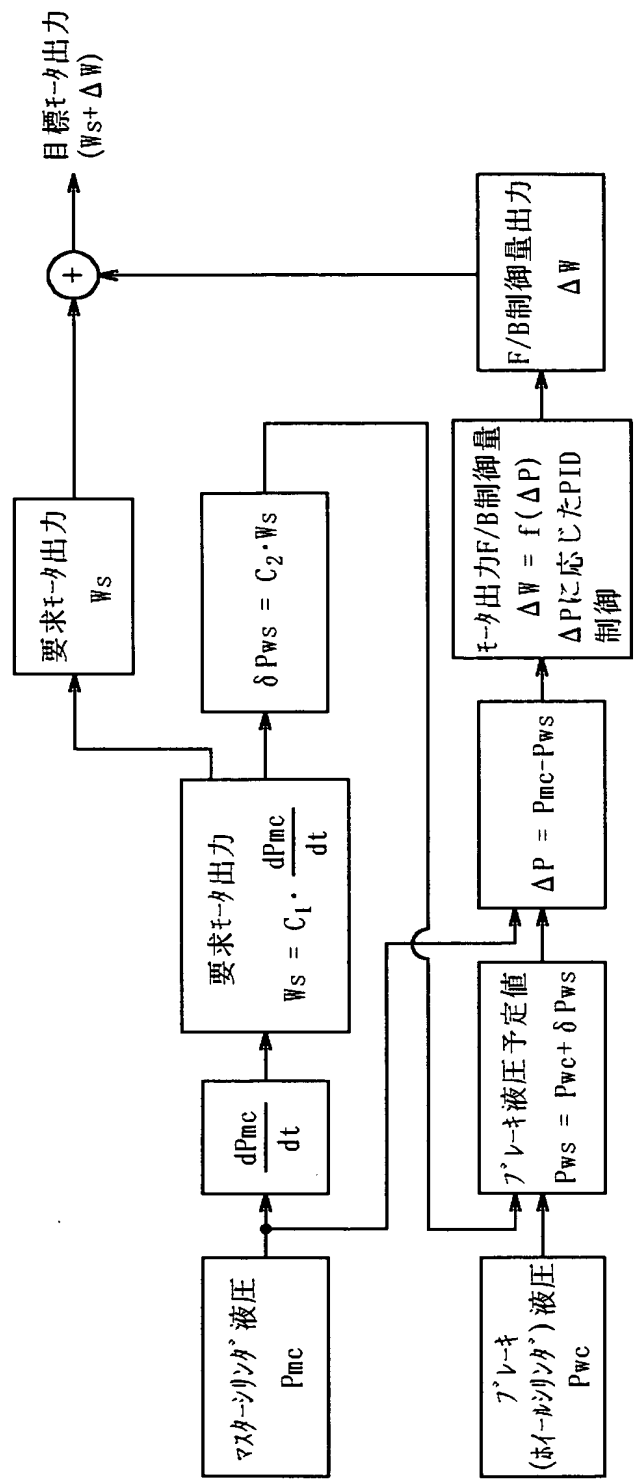 マスターシリンダ液圧
Pmc
dPmc
dt
要求モータ出力
Ws = C₁・dPmc/dt
要求モータ出力
Ws
δPws = C₂・Ws
目標モータ出力
(Ws+ΔW)
+
ブレーキ
(ホイールシリンダ)液圧
Pwc
ブレーキ液圧予定値
Pws = Pwc+δPws
ΔP = Pmc-Pws
モータ出力F/B制御量
ΔW = f(ΔP)
ΔPに応じたPID
制御
F/B制御量出力
ΔW